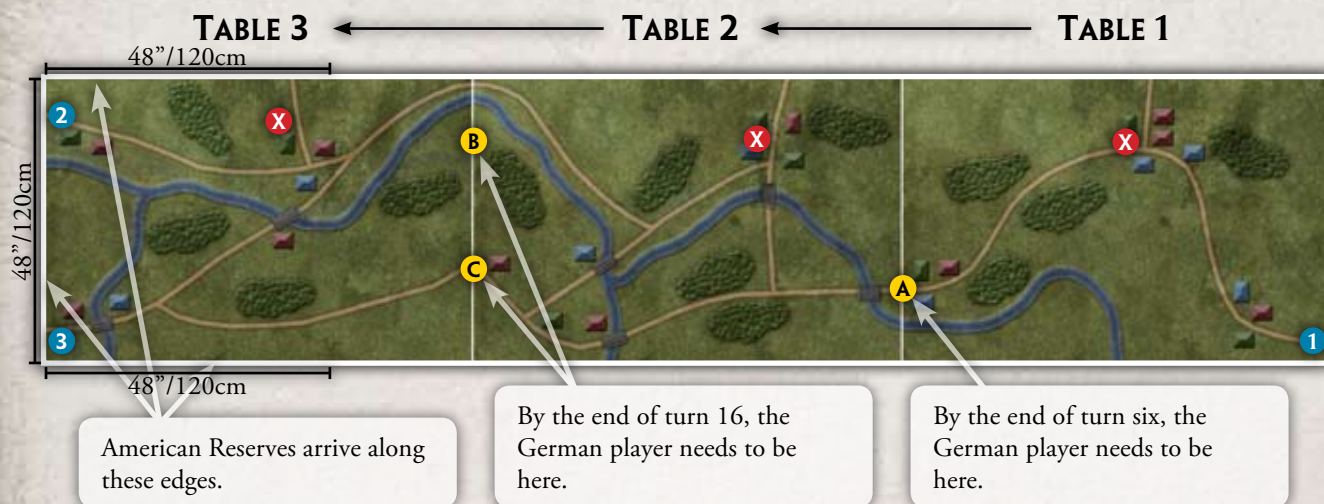 TABLE 3 TABLE 2 TABLE 1
48”/120cm
2
X
X
X
B
48”/120cm
C
A
3
1
48”/120cm
American Reserves arrive along
these edges.
By the end of turn 16, the
German player needs to be
here.
By the end of turn six, the
German player needs to be
here.